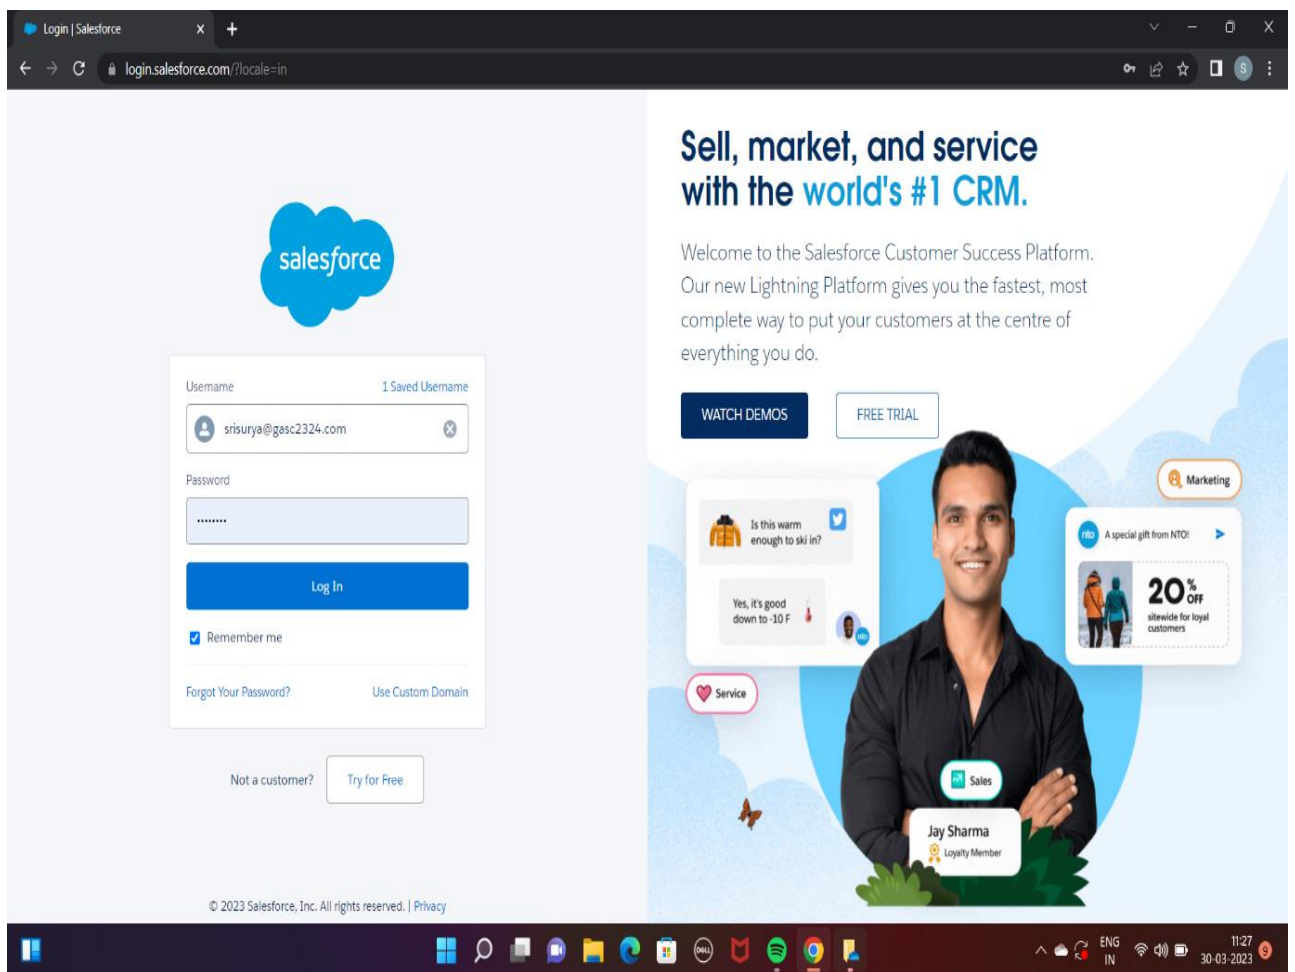 Login | Salesforce
login.salesforce.com/?locale=in
S
salesforce
Username
1 Saved Username
srisurya@gasc2324.com
Password
........
Log In
Remember me
Forgot Your Password?
Use Custom Domain
Not a customer?
Try for Free
© 2023 Salesforce, Inc. All rights reserved. | Privacy
Sell, market, and service
with the world's #1 CRM.
Welcome to the Salesforce Customer Success Platform.
Our new Lightning Platform gives you the fastest, most
complete way to put your customers at the centre of
everything you do.
WATCH DEMOS
FREE TRIAL
Is this warm
enough to ski in?
Yes, it's good
down to -10 F
nto
Service
Marketing
nto
A special gift from NTO!
20% OFF
sitewide for loyal
customers
Sales
Jay Sharma
Loyalty Member
DELL
ENG
IN
11:27
30-03-2023
9